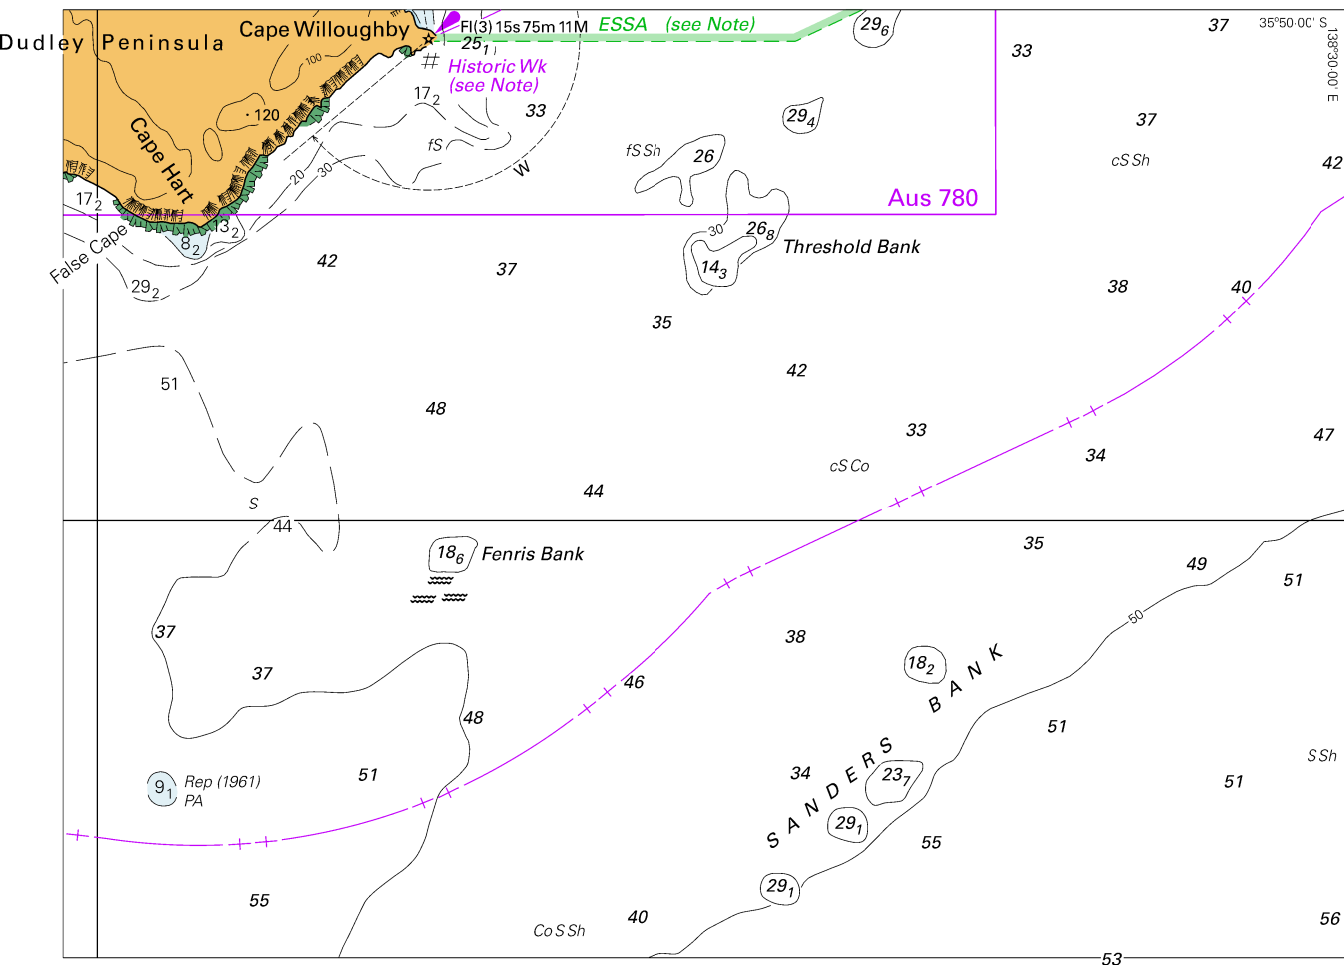 Dudley Peninsula
Cape Willoughby
Fl(3) 15s 75m 11M
ESSA (see Note)
29₆
37
35°50·00' S
138°30·00' E
25₁
33
Historic Wk
(see Note)
100
· 120
17₂
33
29₄
37
Cape Hart
fS
fS Sh
26
cS Sh
42
W
20
30
17₂
Aus 780
13₂
8₂
False Cape
30
26₈
Threshold Bank
42
37
14₃
29₂
38
40
35
42
51
48
33
47
34
cS Co
44
S
44
18₆
Fenris Bank
35
49
51
50
37
38
37
18₂
46
SANDERS BANK
48
51
S Sh
51
34
23₇
51
9₁
Rep (1961)
PA
29₁
55
29₁
55
40
CoS Sh
56
53